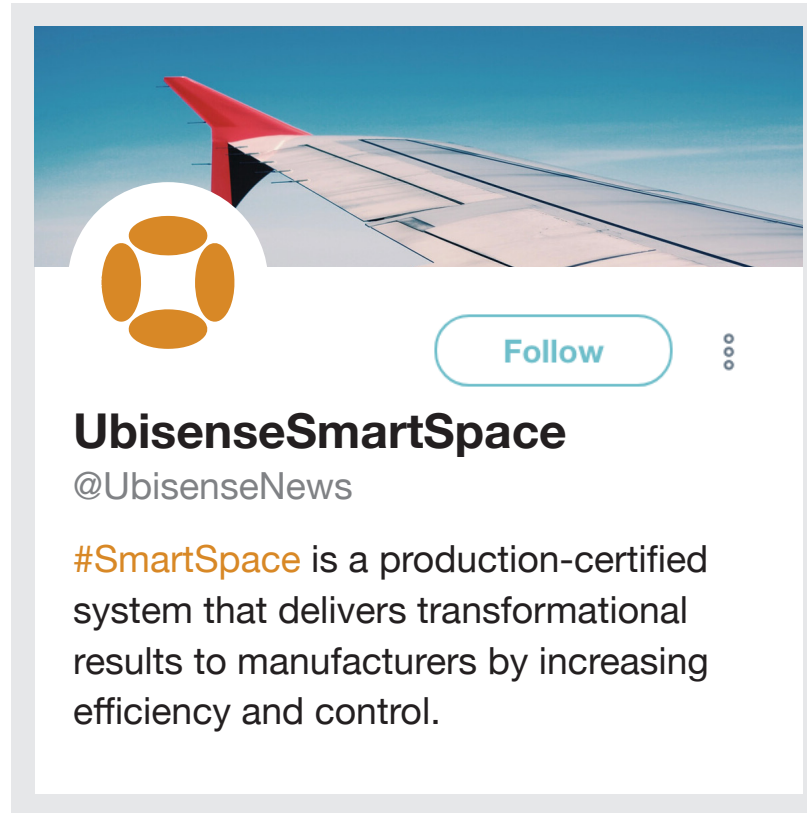 Follow
UbisenseSmartSpace
@UbisenseNews
#SmartSpace is a production-certified
system that delivers transformational
results to manufacturers by increasing
efficiency and control.